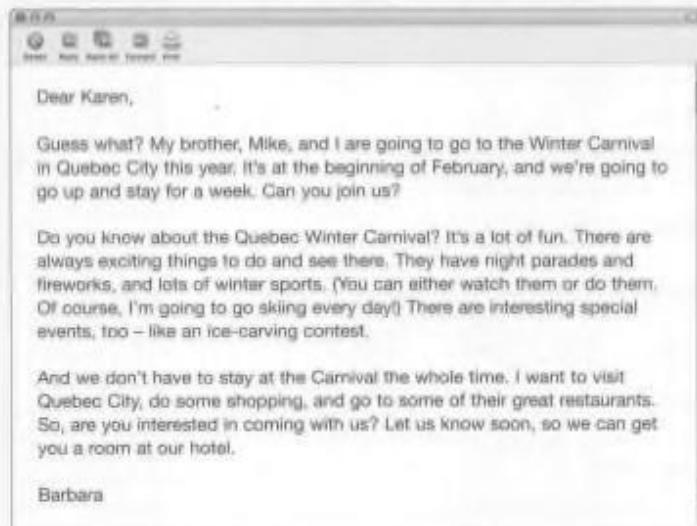 Dear Karen,
Guess what? My brother, Mike, and I are going to go to the Winter Carnival
in Quebec City this year. It's at the beginning of February, and we're going to
go up and stay for a week. Can you join us?
Do you know about the Quebec Winter Carnival? It's a lot of fun. There are
always exciting things to do and see there. They have night parades and
fireworks, and lots of winter sports. (You can either watch them or do them.
Of course, I'm going to go skiing every day!) There are interesting special
events, too – like an ice-carving contest.
And we don't have to stay at the Carnival the whole time. I want to visit
Quebec City, do some shopping, and go to some of their great restaurants.
So, are you interested in coming with us? Let us know soon, so we can get
you a room at our hotel.
Barbara